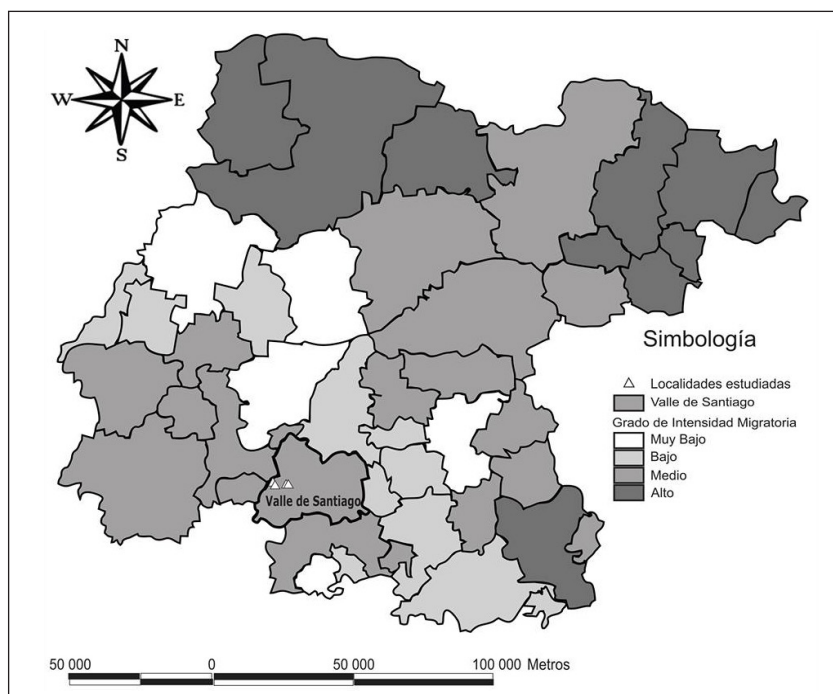 N
W E
S
Simbología
Localidades estudiadas
Valle de Santiago
Grado de Intensidad Migratoria
Muy Bajo
Bajo
Medio
Alto
Valle de Santiago
50 000 0 50 000 100 000 Metros